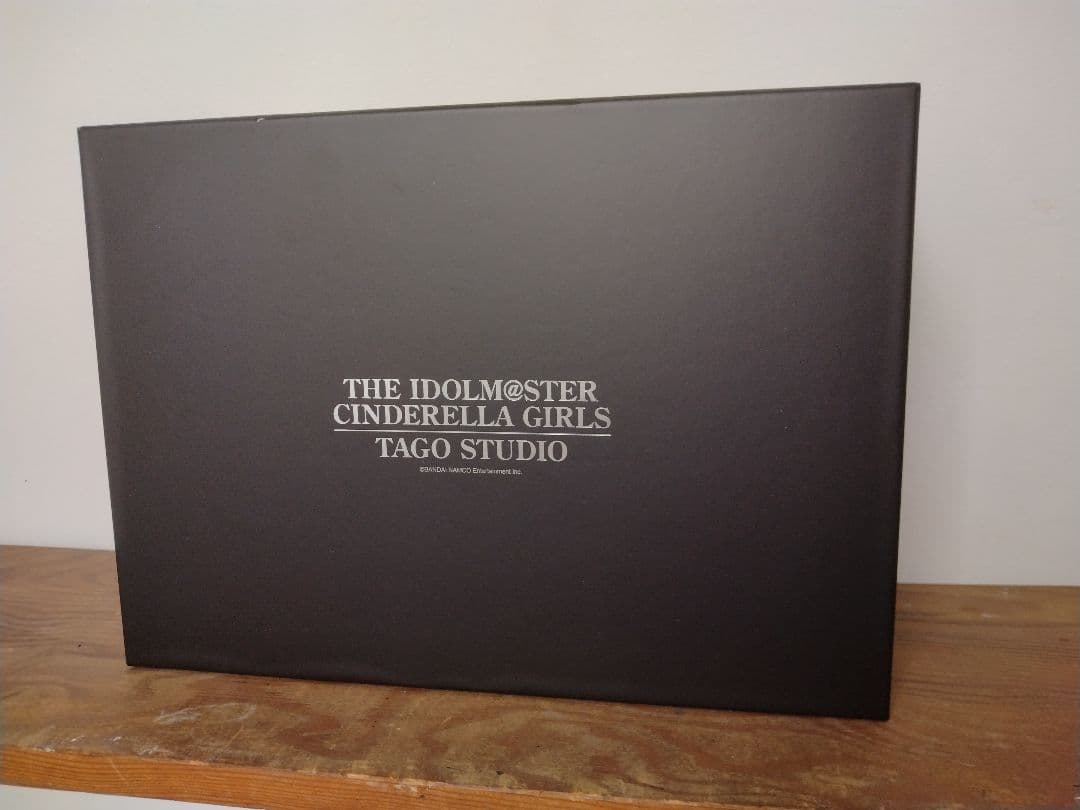 THE IDOLM@STER
CINDERELLA GIRLS
TAGO STUDIO
©BANDAI NAMCO Entertainment Inc.